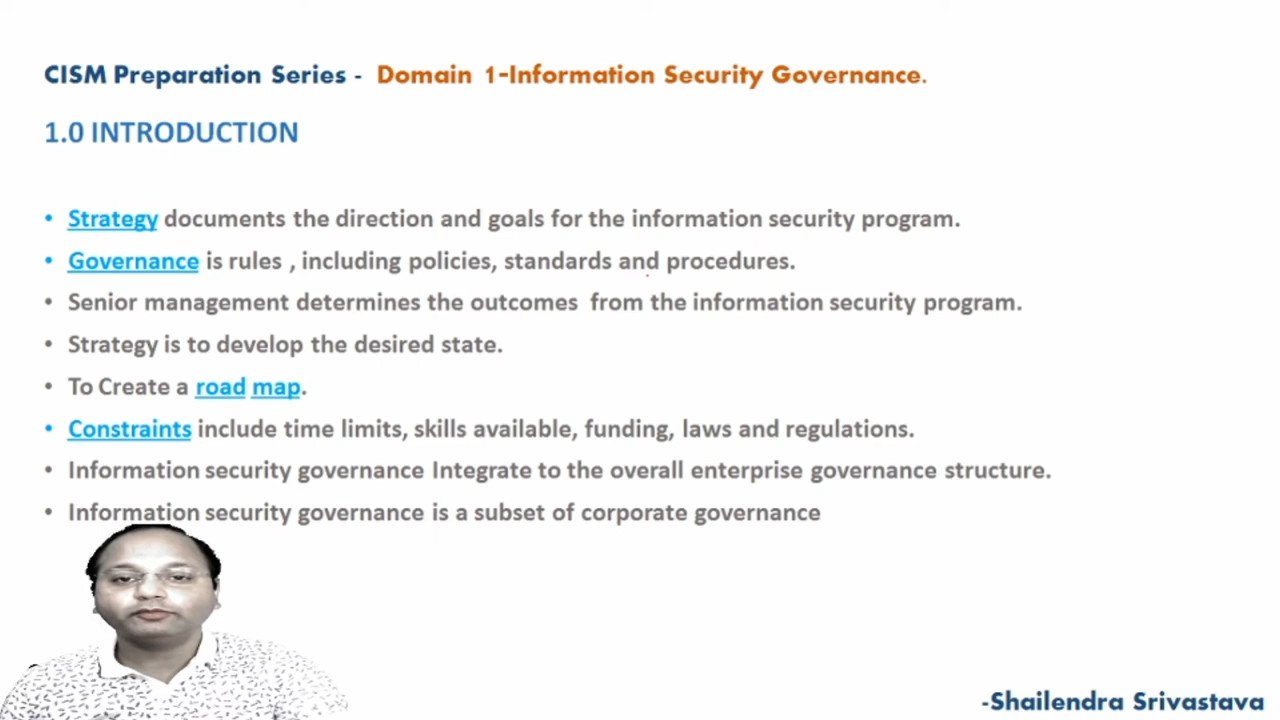 CISM Preparation Series - Domain 1-Information Security Governance.
1.0 INTRODUCTION
• Strategy documents the direction and goals for the information security program.
• Governance is rules , including policies, standards and procedures.
• Senior management determines the outcomes from the information security program.
• Strategy is to develop the desired state.
• To Create a road map.
• Constraints include time limits, skills available, funding, laws and regulations.
• Information security governance Integrate to the overall enterprise governance structure.
• Information security governance is a subset of corporate governance
-Shailendra Srivastava